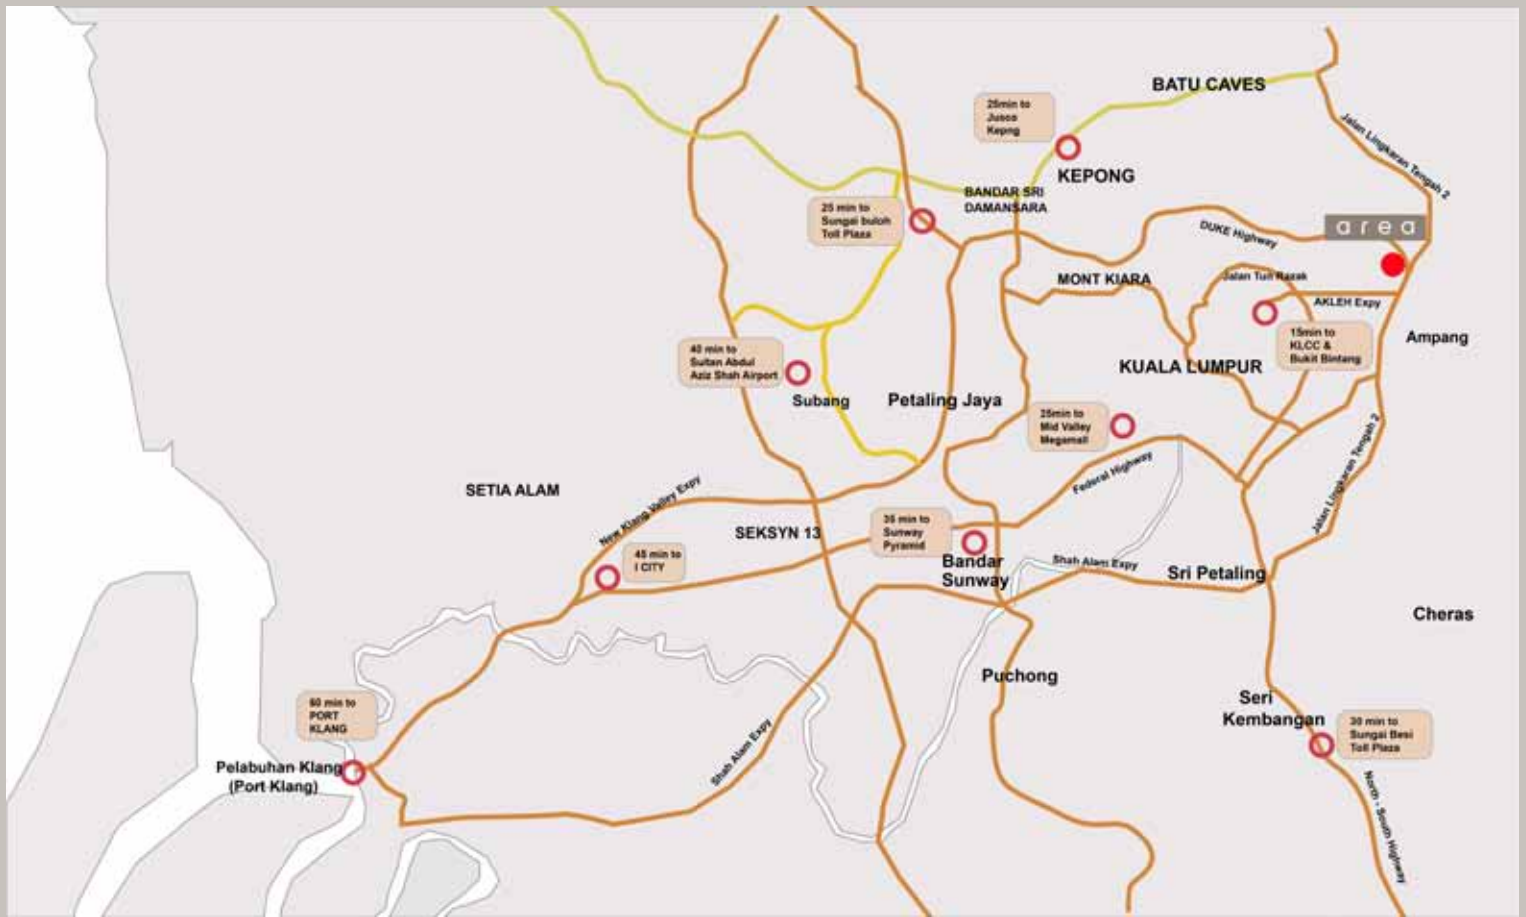 BATU CAVES
25min to
Jusco
Kepng
Jalan Lingkaran Tengah 2
KEPONG
BANDAR SRI
DAMANSARA
25 min to
Sungai buloh
Toll Plaza
area
DUKE Highway
Jalan Tun Razak
MONT KIARA
AKLEH Expy
15min to
KLCC &
Bukit Bintang
Ampang
40 min to
Sultan Abdul
Aziz Shah Airport
Subang
KUALA LUMPUR
Petaling Jaya
25min to
Mid Valley
Megamall
Federal Highway
Jalan Lingkaran Tengah 2
SETIA ALAM
New Klang Valley Expy
SEKSYN 13
35 min to
Sunway
Pyramid
45 min to
I CITY
Bandar
Sunway
Shah Alam Expy
Sri Petaling
Cheras
Puchong
60 min to
PORT
KLANG
Seri
Kembangan
30 min to
Sungai Besi
Toll Plaza
Shah Alam Expy
Pelabuhan Klang
(Port Klang)
North - South Highway